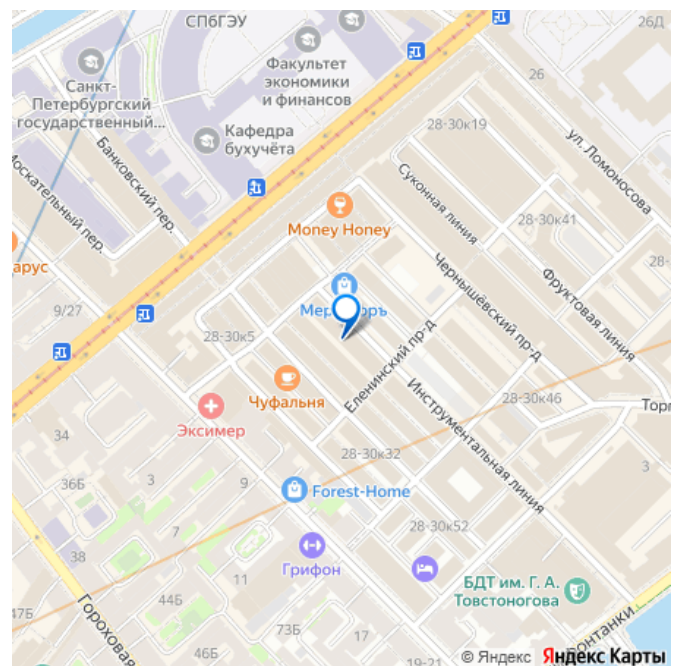 СПбГЭУ
26Д
Факультет
экономики
и финансов
Санкт-
Петербургский
государственный...
26
Кафедра
бухучёта
28-30к19
ул. Ломоносова
Банковский пер.
Москательный пер.
Суконная линия
28-30к41
Money Honey
Чернышёвский пр-д
Фруктовая линия
28-
арус
9/27
28-30к5
Еленинский пр-д
Чуфальня
Инструментальная линия
28-30к46
Торг
Эксимер
34
28-30к32
36Б
3
9
3
Forest-Home
7
28-30к52
38
Грифон
11
БДТ им. Г. А.
Товстоногова
47Б
Гороховая
44Б
73Б
17
46Б
19-21
онтанки
© Яндекс Яндекс Карты